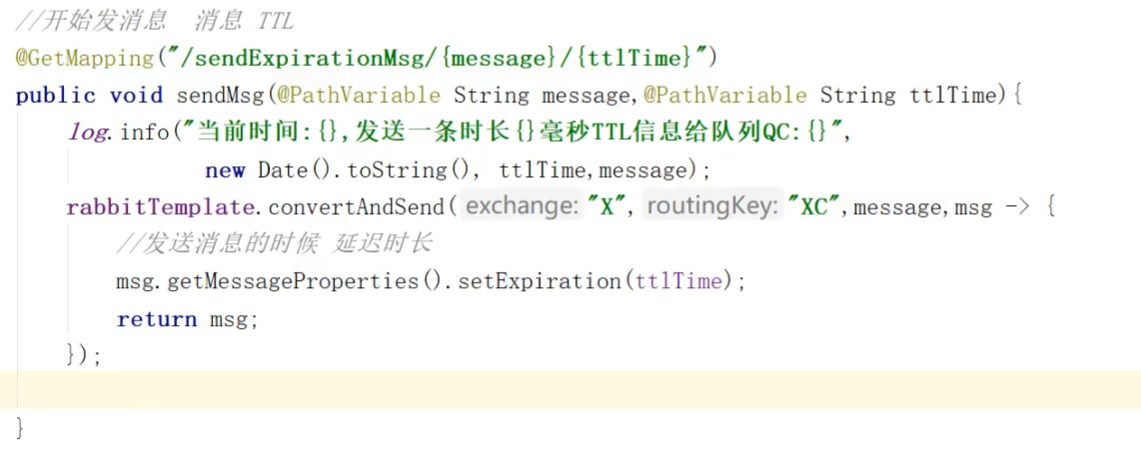 //开始发消息  消息 TTL
@GetMapping("/sendExpirationMsg/{message}/{ttlTime}")
public void sendMsg(@PathVariable String message,@PathVariable String ttlTime){
log.info("当前时间:{},发送一条时长{}毫秒TTL信息给队列QC:{}",
new Date().toString(), ttlTime,message);
rabbitTemplate.convertAndSend( exchange: "X", routingKey: "XC",message,msg -> {
//发送消息的时候 延迟时长
msg.getMessageProperties().setExpiration(ttlTime);
return msg;
});
}